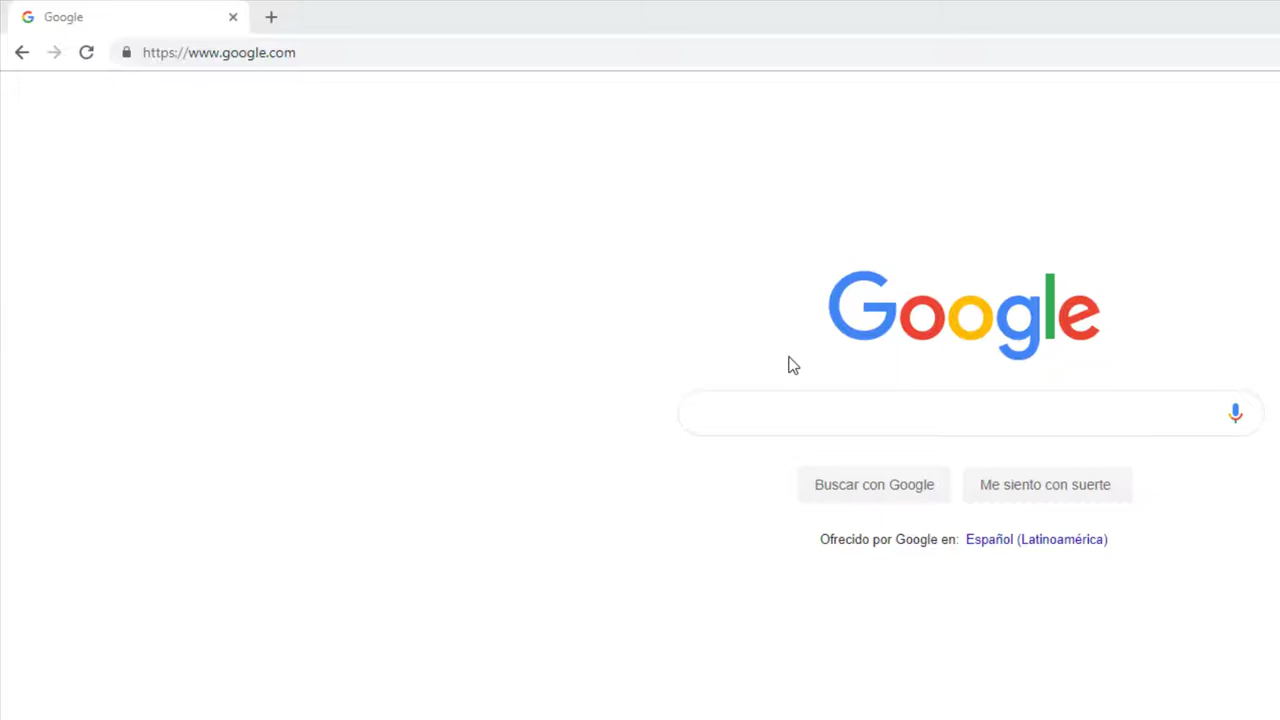 Google
https://www.google.com
Google
Buscar con Google
Me siento con suerte
Ofrecido por Google en: Español (Latinoamérica)